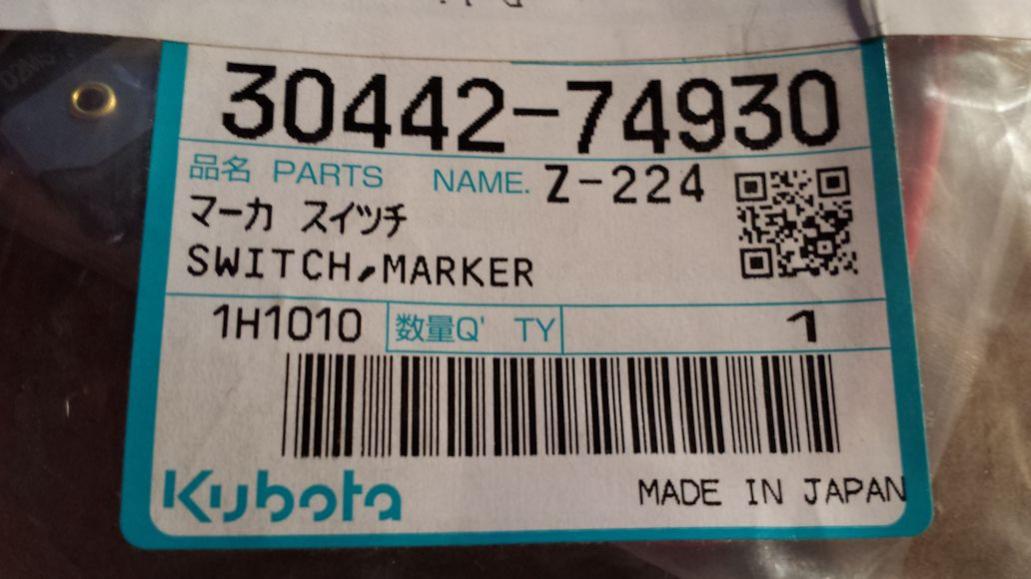 30442-74930
品名 PARTS NAME. Z-224
マーカ スイッチ
SWITCH,MARKER
1H1010 数量Q' TY 1
Kubota
MADE IN JAPAN